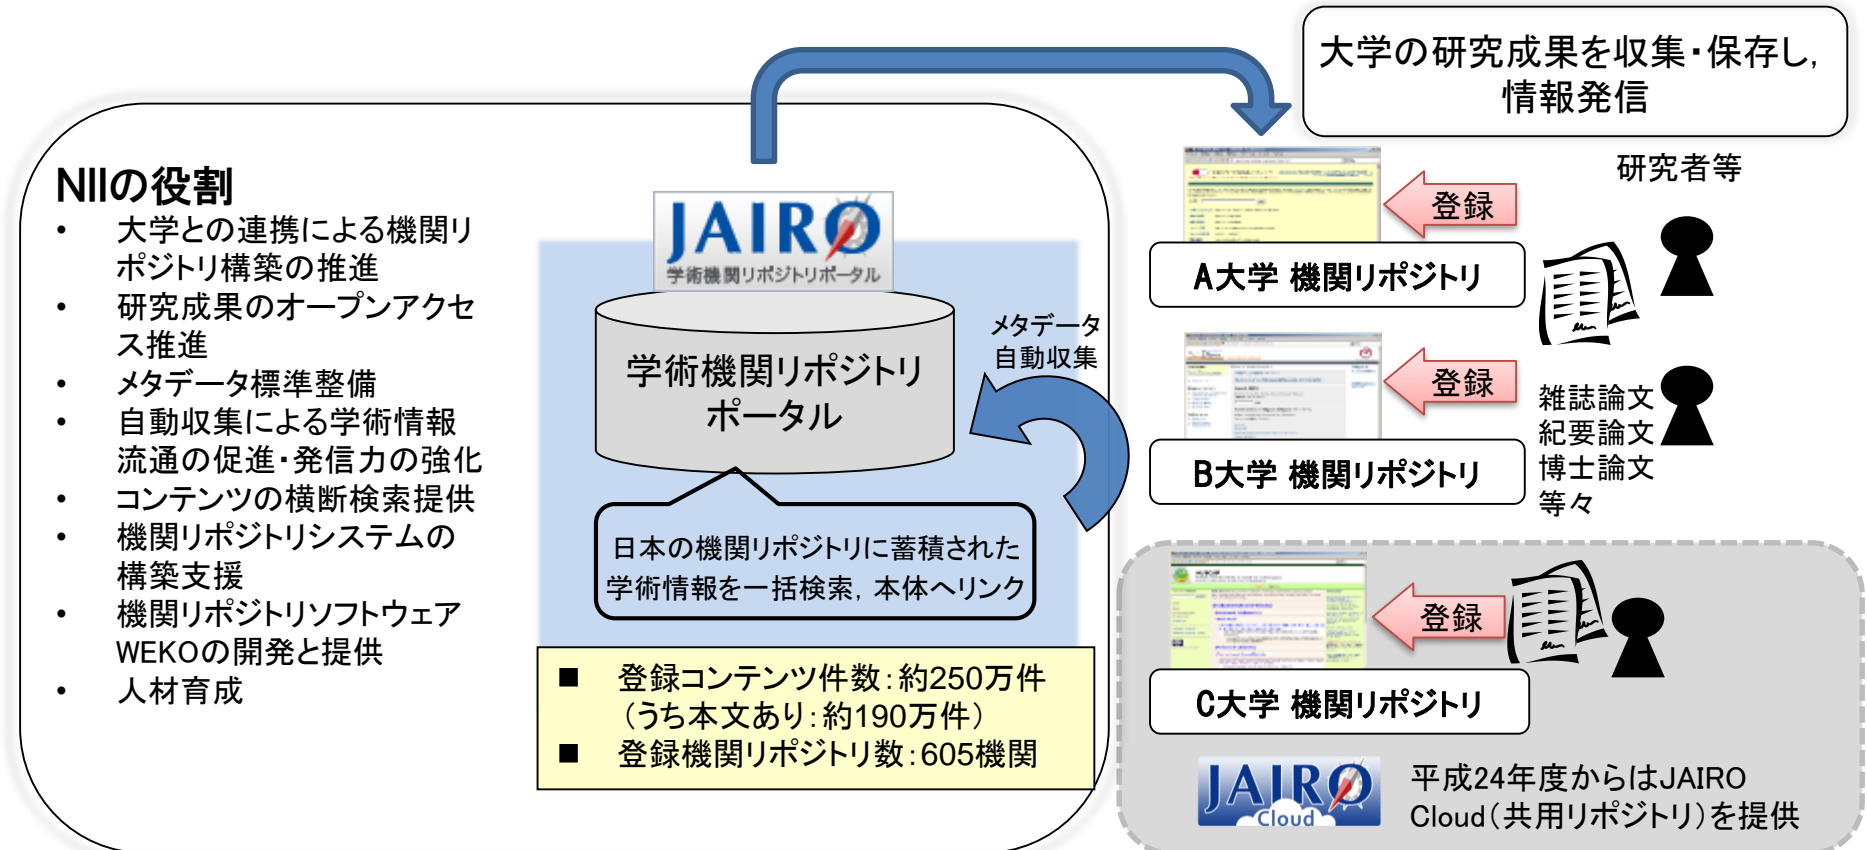 大学の研究成果を収集・保存し,
情報発信
NIIの役割
• 大学との連携による機関リ
ポジトリ構築の推進
• 研究成果のオープンアクセ
ス推進
• メタデータ標準整備
• 自動収集による学術情報
流通の促進・発信力の強化
• コンテンツの横断検索提供
• 機関リポジトリシステムの
構築支援
• 機関リポジトリソフトウェア
WEKOの開発と提供
• 人材育成
JAIRO
学術機関リポジトリポータル
学術機関リポジトリ
ポータル
メタデータ
自動収集
日本の機関リポジトリに蓄積された
学術情報を一括検索, 本体へリンク
■ 登録コンテンツ件数:約250万件
(うち本文あり:約190万件)
■ 登録機関リポジトリ数:605機関
研究者等
登録
A大学 機関リポジトリ
登録
B大学 機関リポジトリ
雑誌論文
紀要論文
博士論文
等々
登録
C大学 機関リポジトリ
JAIRO
Cloud
平成24年度からはJAIRO
Cloud(共用リポジトリ)を提供